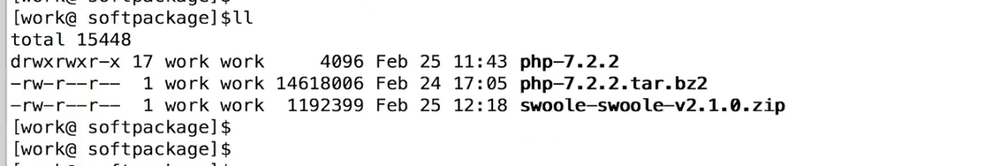 [work@ softpackage]$ll
total 15448
drwxrwxr-x 17 work work     4096 Feb 25 11:43 php-7.2.2
-rw-r--r--  1 work work 14618006 Feb 24 17:05 php-7.2.2.tar.bz2
-rw-r--r--  1 work work  1192399 Feb 25 12:18 swoole-swoole-v2.1.0.zip
[work@ softpackage]$
[work@ softpackage]$